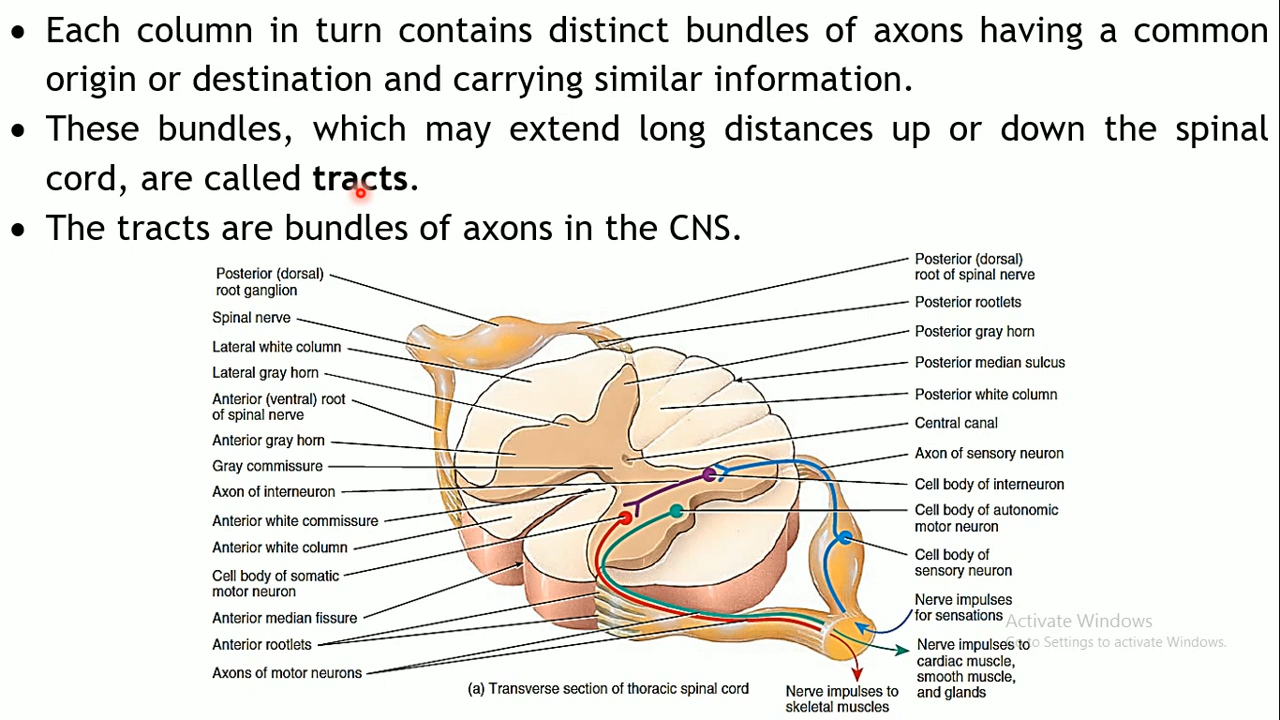 • Each column in turn contains distinct bundles of axons having a common
origin or destination and carrying similar information.
• These bundles, which may extend long distances up or down the spinal
cord, are called tracts.
• The tracts are bundles of axons in the CNS.
Posterior (dorsal)
root ganglion
Spinal nerve
Lateral white column
Lateral gray horn
Anterior (ventral) root
of spinal nerve
Anterior gray horn
Gray commissure
Axon of interneuron
Anterior white commissure
Anterior white column
Cell body of somatic
motor neuron
Anterior median fissure
Anterior rootlets
Axons of motor neurons
Posterior (dorsal)
root of spinal nerve
Posterior rootlets
Posterior gray horn
Posterior median sulcus
Posterior white column
Central canal
Axon of sensory neuron
Cell body of interneuron
Cell body of autonomic
motor neuron
Cell body of
sensory neuron
Nerve impulses
for sensations
Nerve impulses to
cardiac muscle,
smooth muscle,
and glands
Nerve impulses to
skeletal muscles
(a) Transverse section of thoracic spinal cord
Activate Windows
Go to Settings to activate Windows.